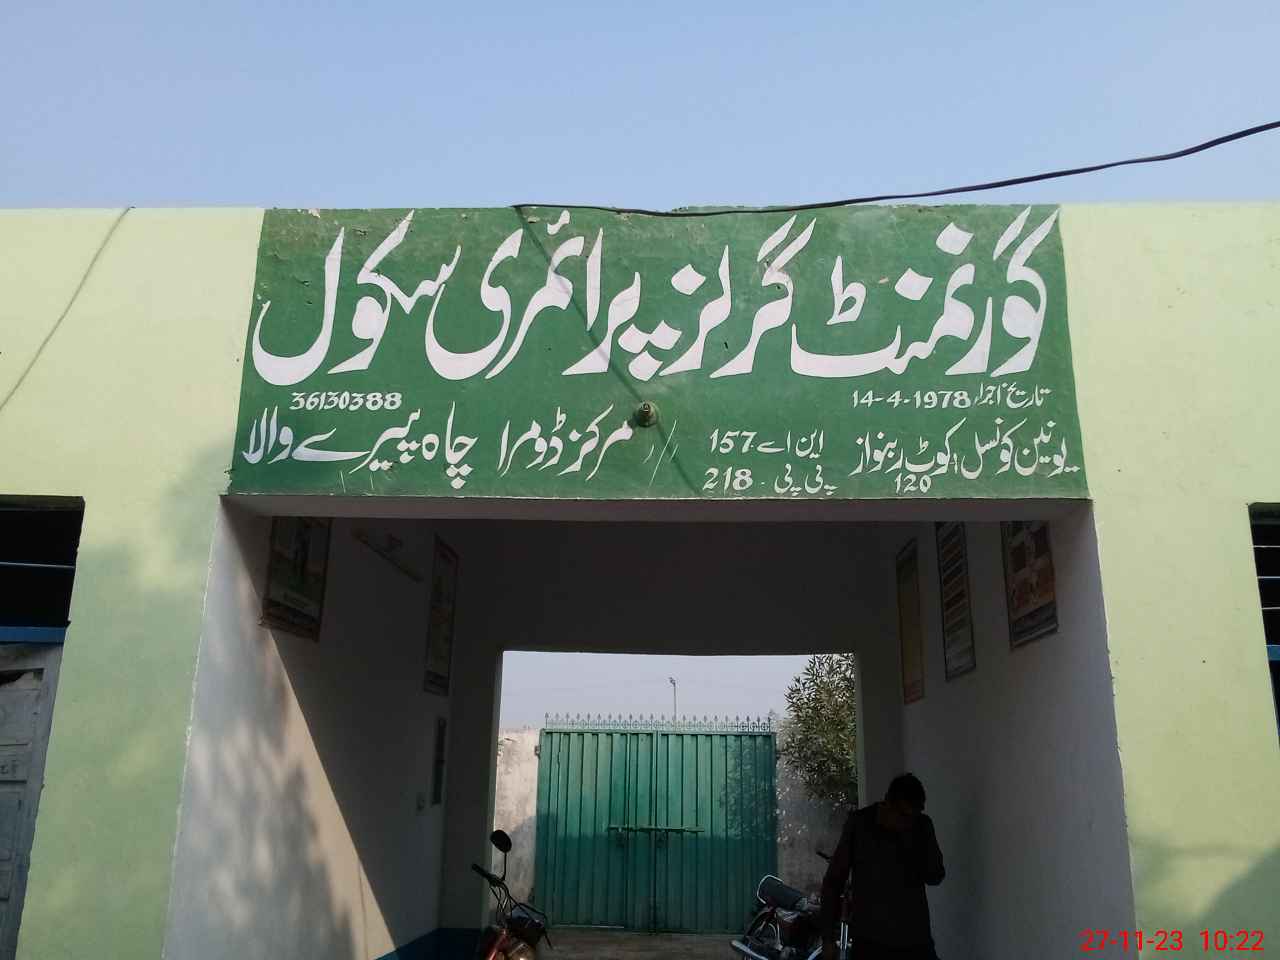 گورنمنٹ گرلز پرائمری سکول
تاریخ اجراء 14-4-1978
36130388
یونین کونسل کوٹ ربنواز
120
این اے 157
پی پی 218
مرکز ڈومرا
چاہ پیپرے والا
27-11-23 10:22